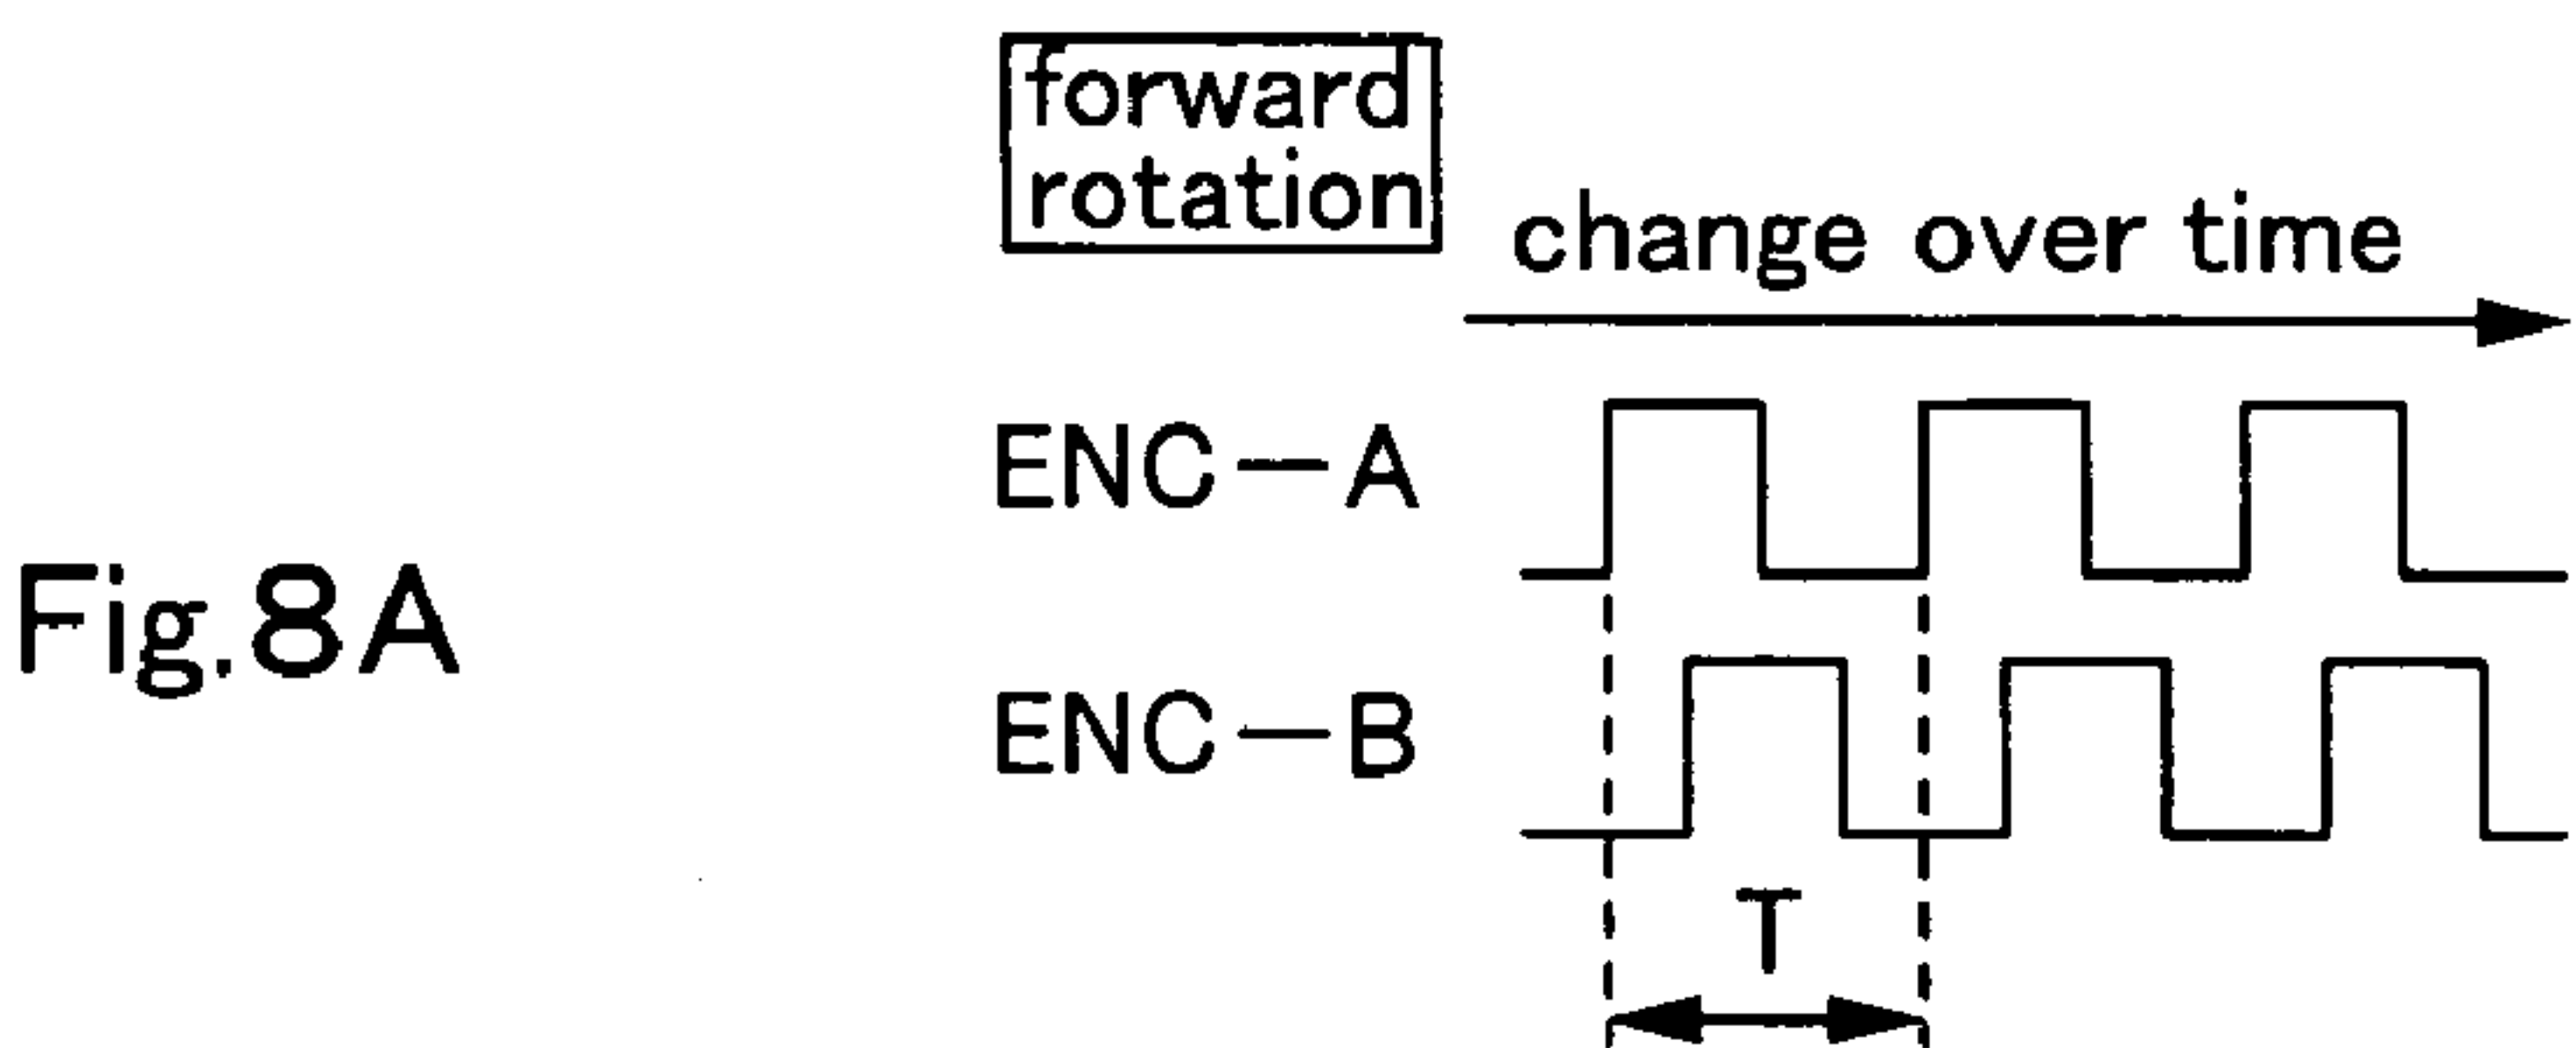 forward
rotation
change over time
ENC-A
Fig.8A
ENC-B
T